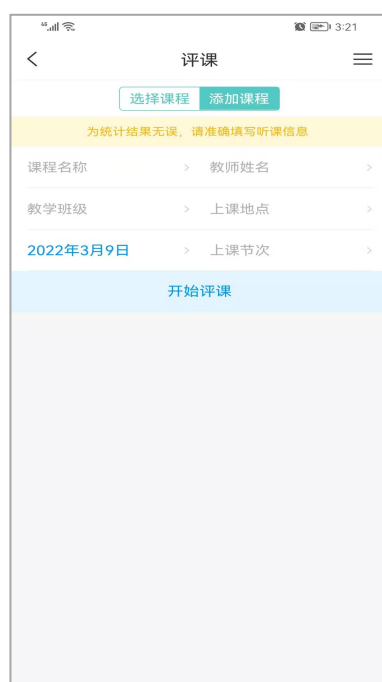 3:21
评课
选择课程 添加课程
为统计结果无误，请准确填写听课信息
课程名称 > 教师姓名 >
教学班级 > 上课地点 >
2022年3月9日 > 上课节次 >
开始评课